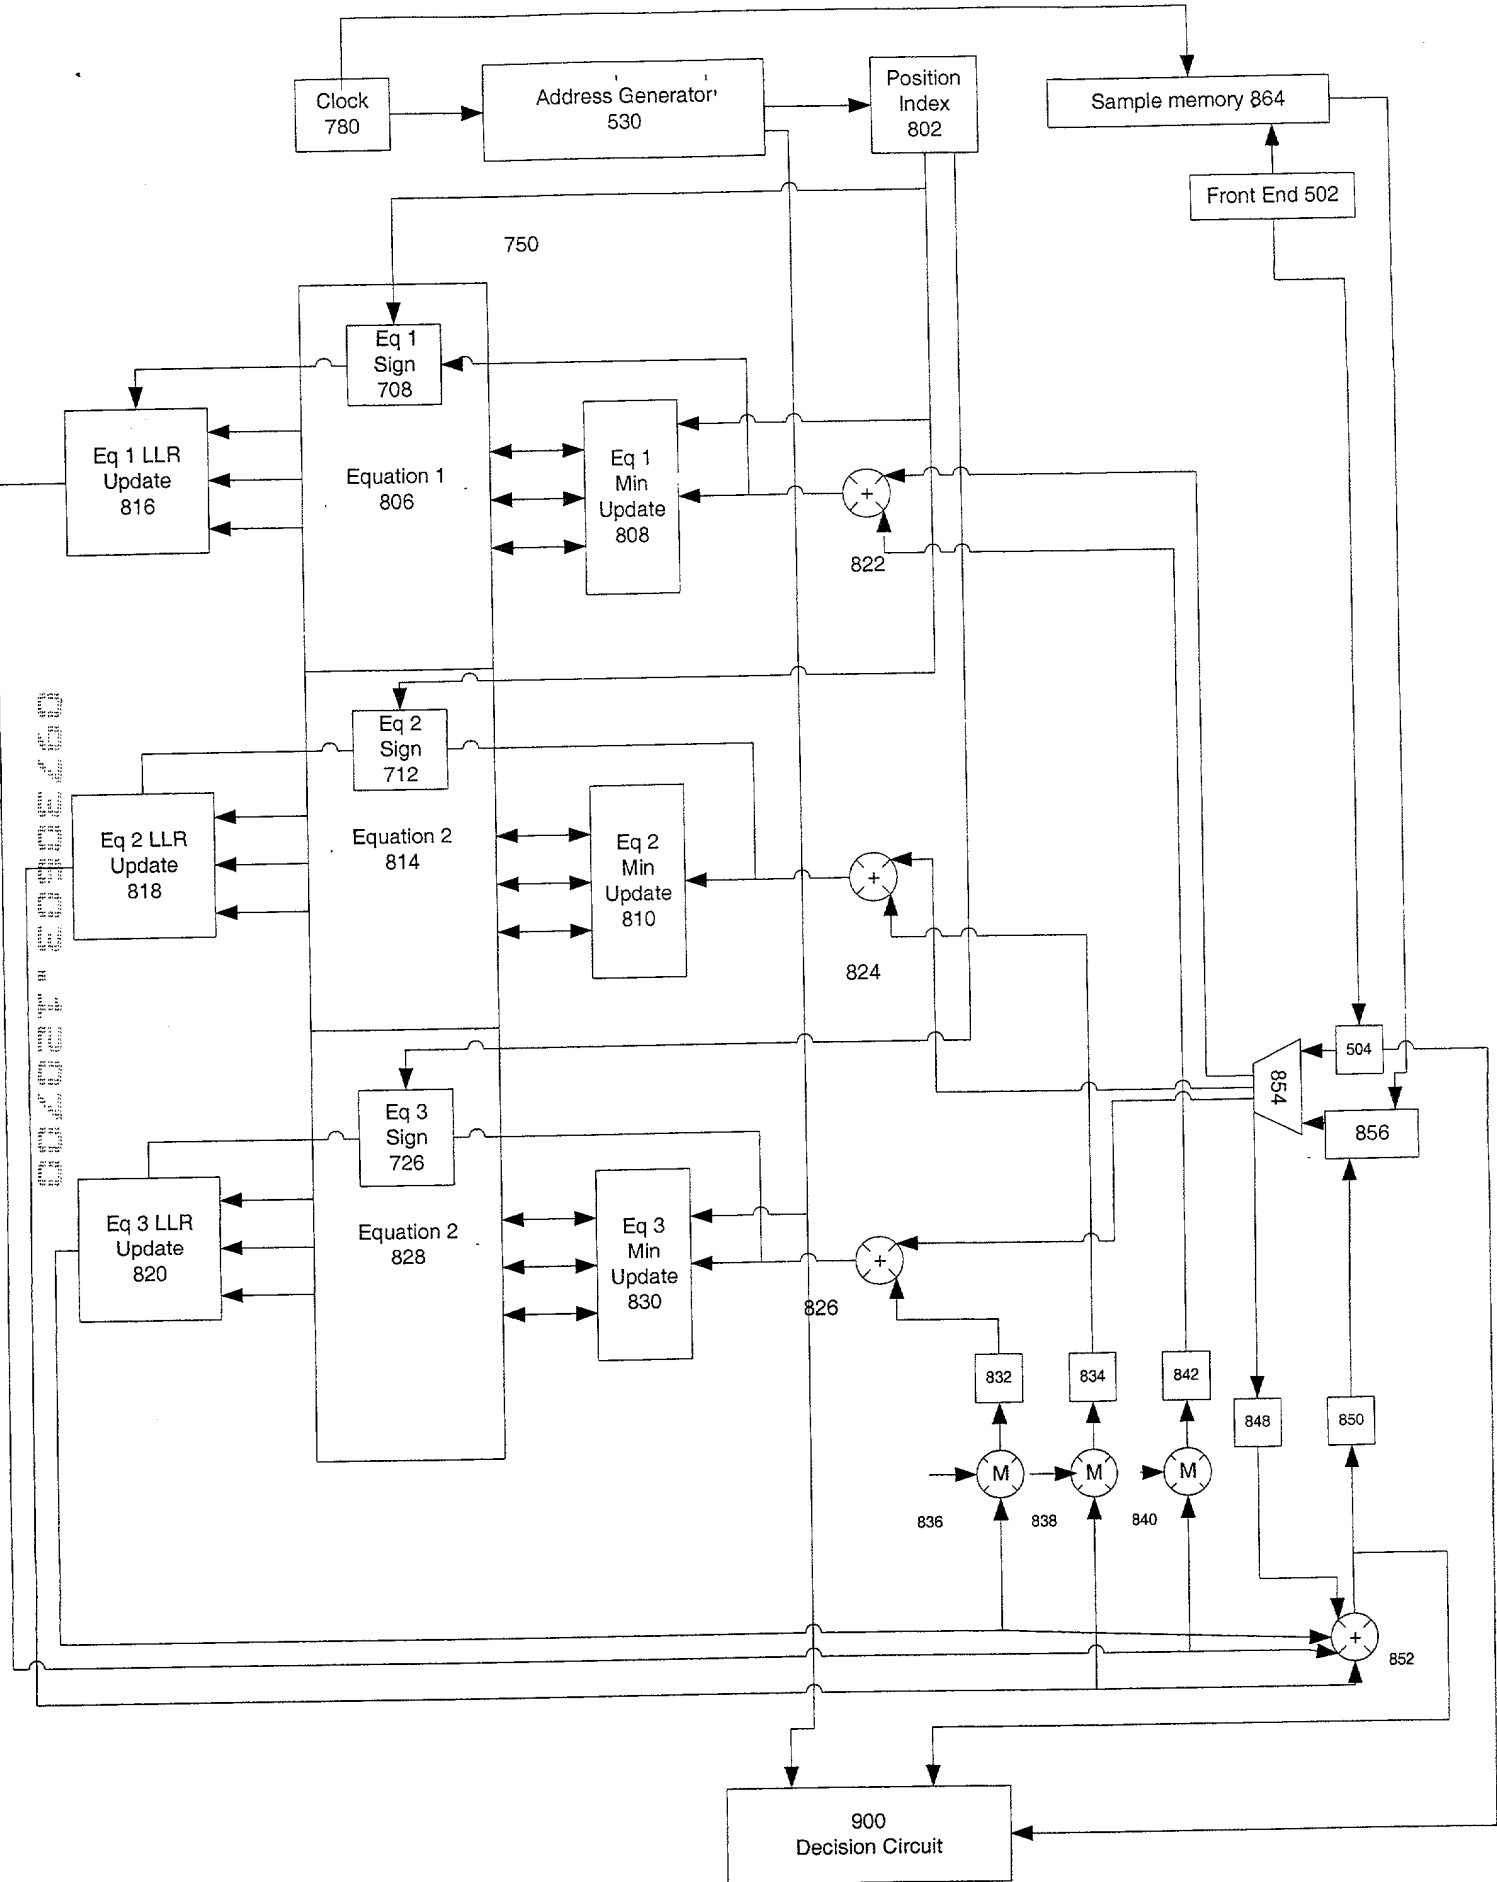 Clock
780
Address Generator
530
Position
Index
802
Sample memory 864
Front End 502
750
Eq 1
Sign
708
Eq 1 LLR
Update
816
Equation 1
806
Eq 1
Min
Update
808
+
822
Eq 2
Sign
712
Eq 2 LLR
Update
818
Equation 2
814
Eq 2
Min
Update
810
+
824
504
854
856
Eq 3
Sign
726
Eq 3 LLR
Update
820
Equation 2
828
Eq 3
Min
Update
830
+
826
832
834
842
848
850
M
M
M
836
838
840
+
852
900
Decision Circuit